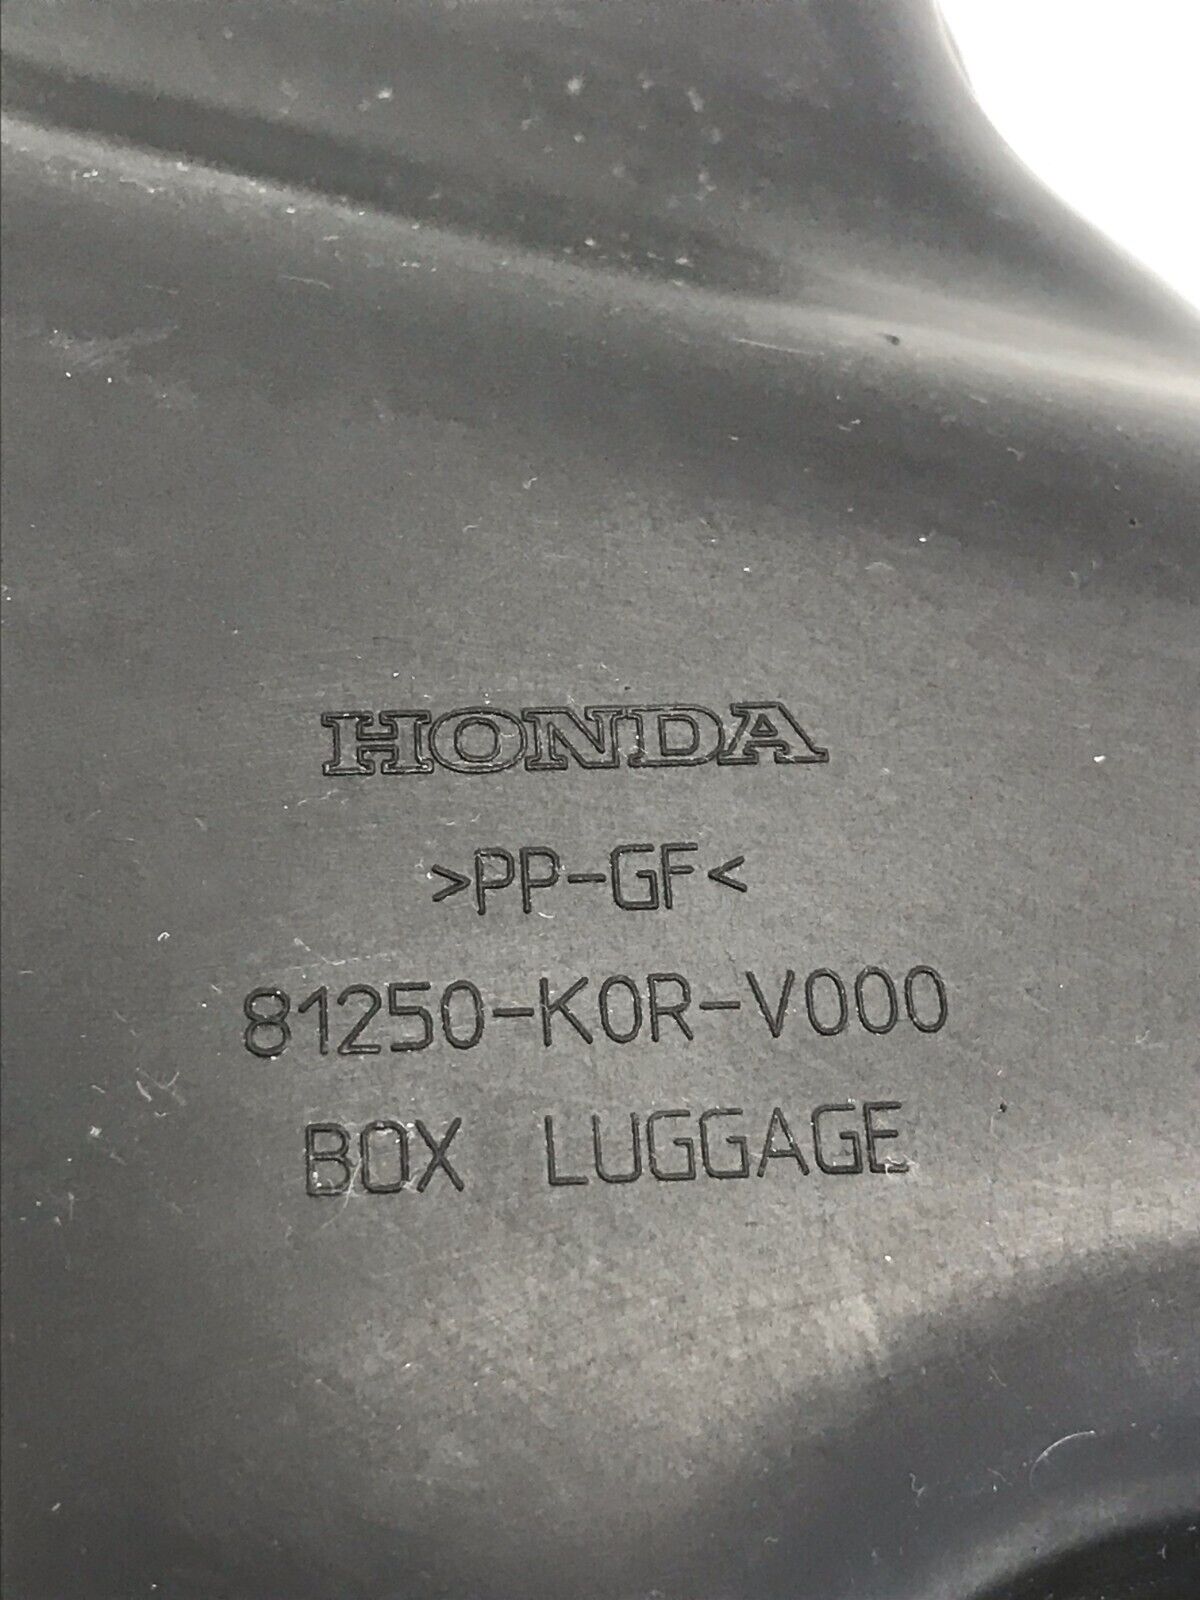 HONDA
>PP-GF<
81250-K0R-V000
BOX LUGGAGE